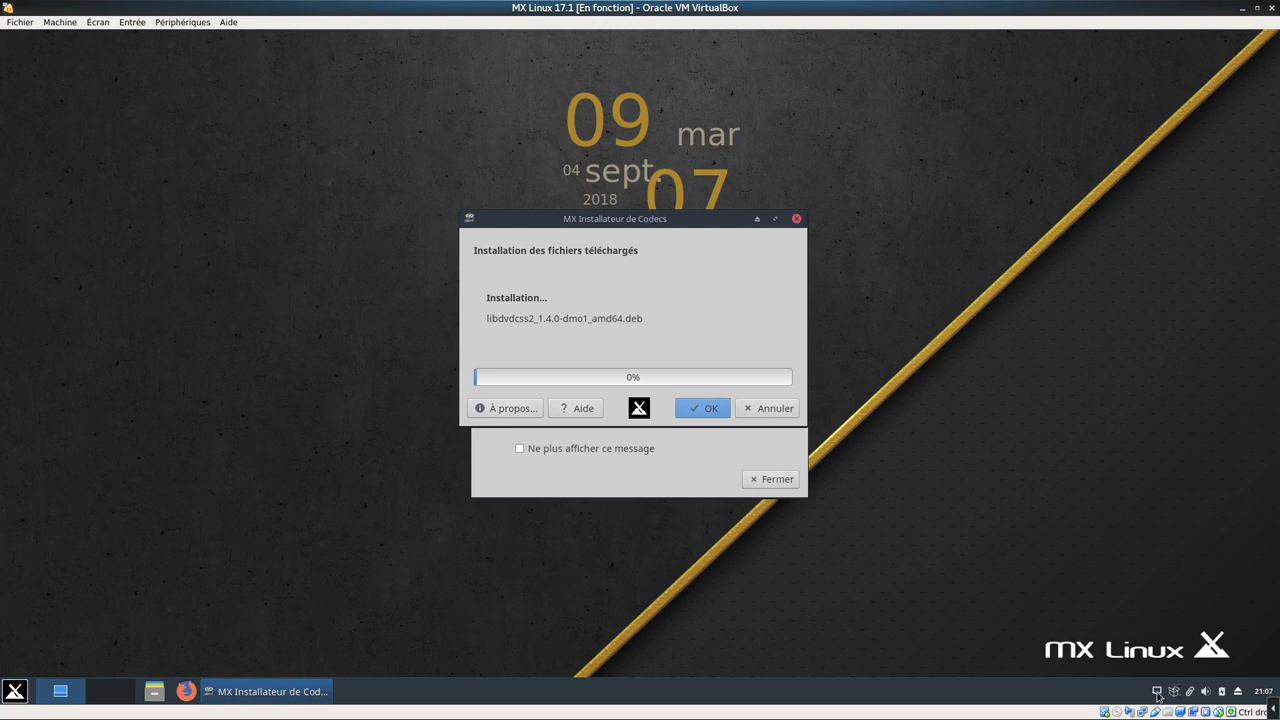 MX Linux 17.1 [En fonction] - Oracle VM VirtualBox
Fichier Machine Écran Entrée Périphériques Aide
09 mar
04 sept.
07
2018
MX Installateur de Codecs
Installation des fichiers téléchargés
Installation...
libdvdcss2_1.4.0-dmo1_amd64.deb
0%
À propos... Aide OK Annuler
Ne plus afficher ce message
Fermer
MX Linux
MX Installateur de Cod... 21:07